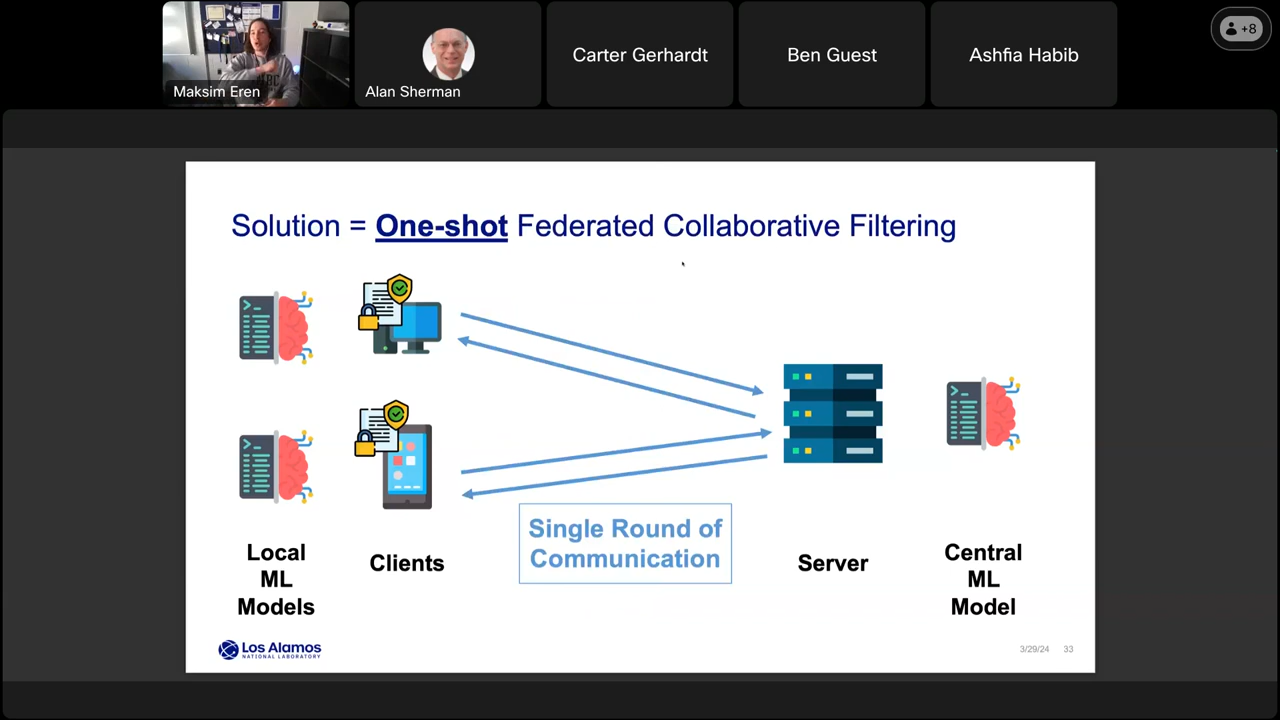 Maksim Eren
Alan Sherman
Carter Gerhardt
Ben Guest
Ashfia Habib
+8
Solution = One-shot Federated Collaborative Filtering
Single Round of
Communication
Local
ML
Models
Clients
Server
Central
ML
Model
Los Alamos
NATIONAL LABORATORY
3/29/24 33